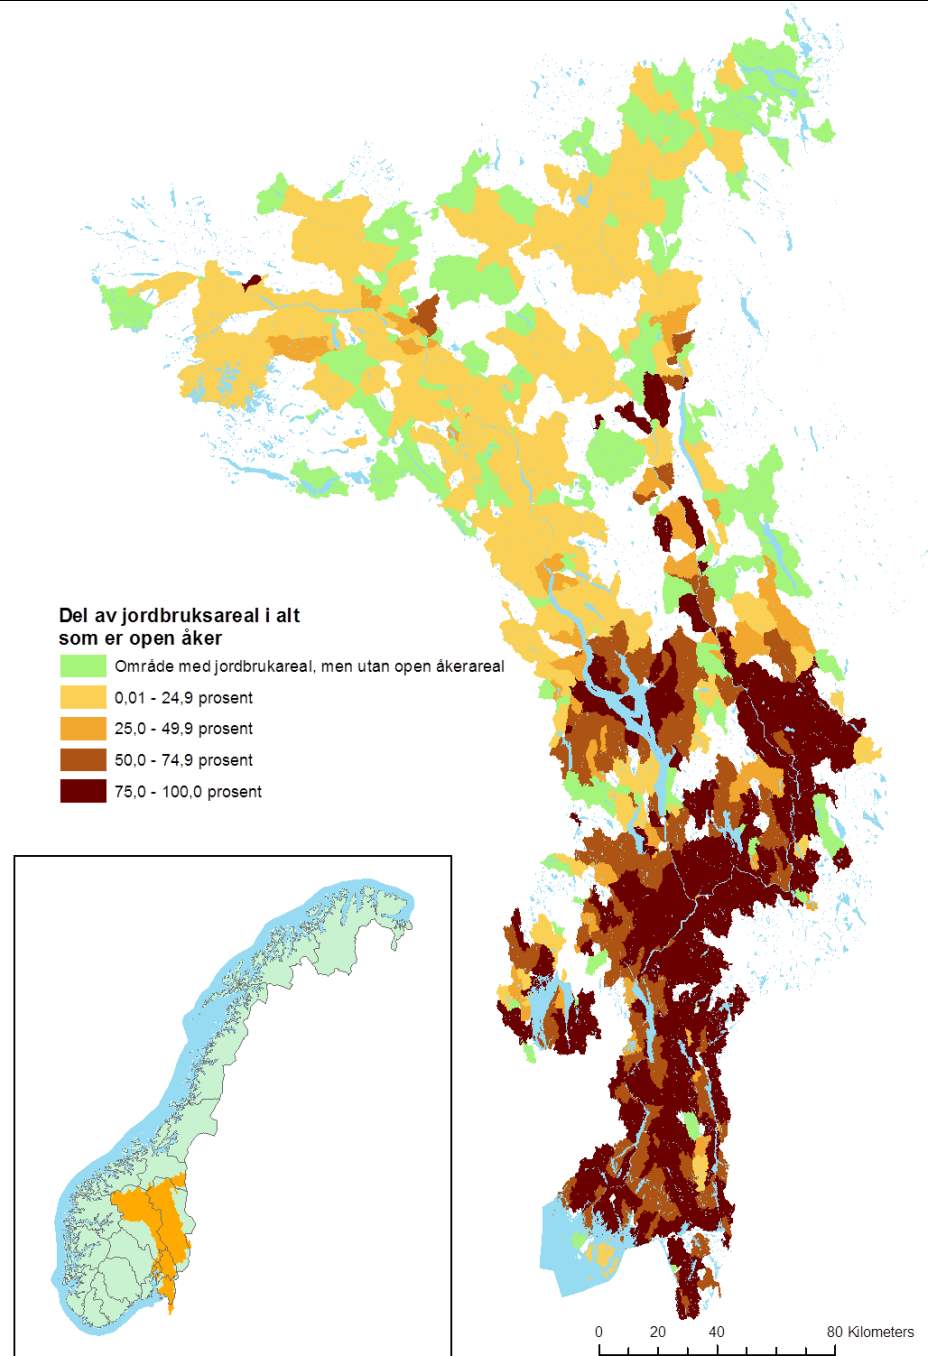 Del av jordbruksareal i alt
som er open åker
Område med jordbrukareal, men utan open åkerareal
0,01 - 24,9 prosent
25,0 - 49,9 prosent
50,0 - 74,9 prosent
75,0 - 100,0 prosent
0 20 40 80 Kilometers